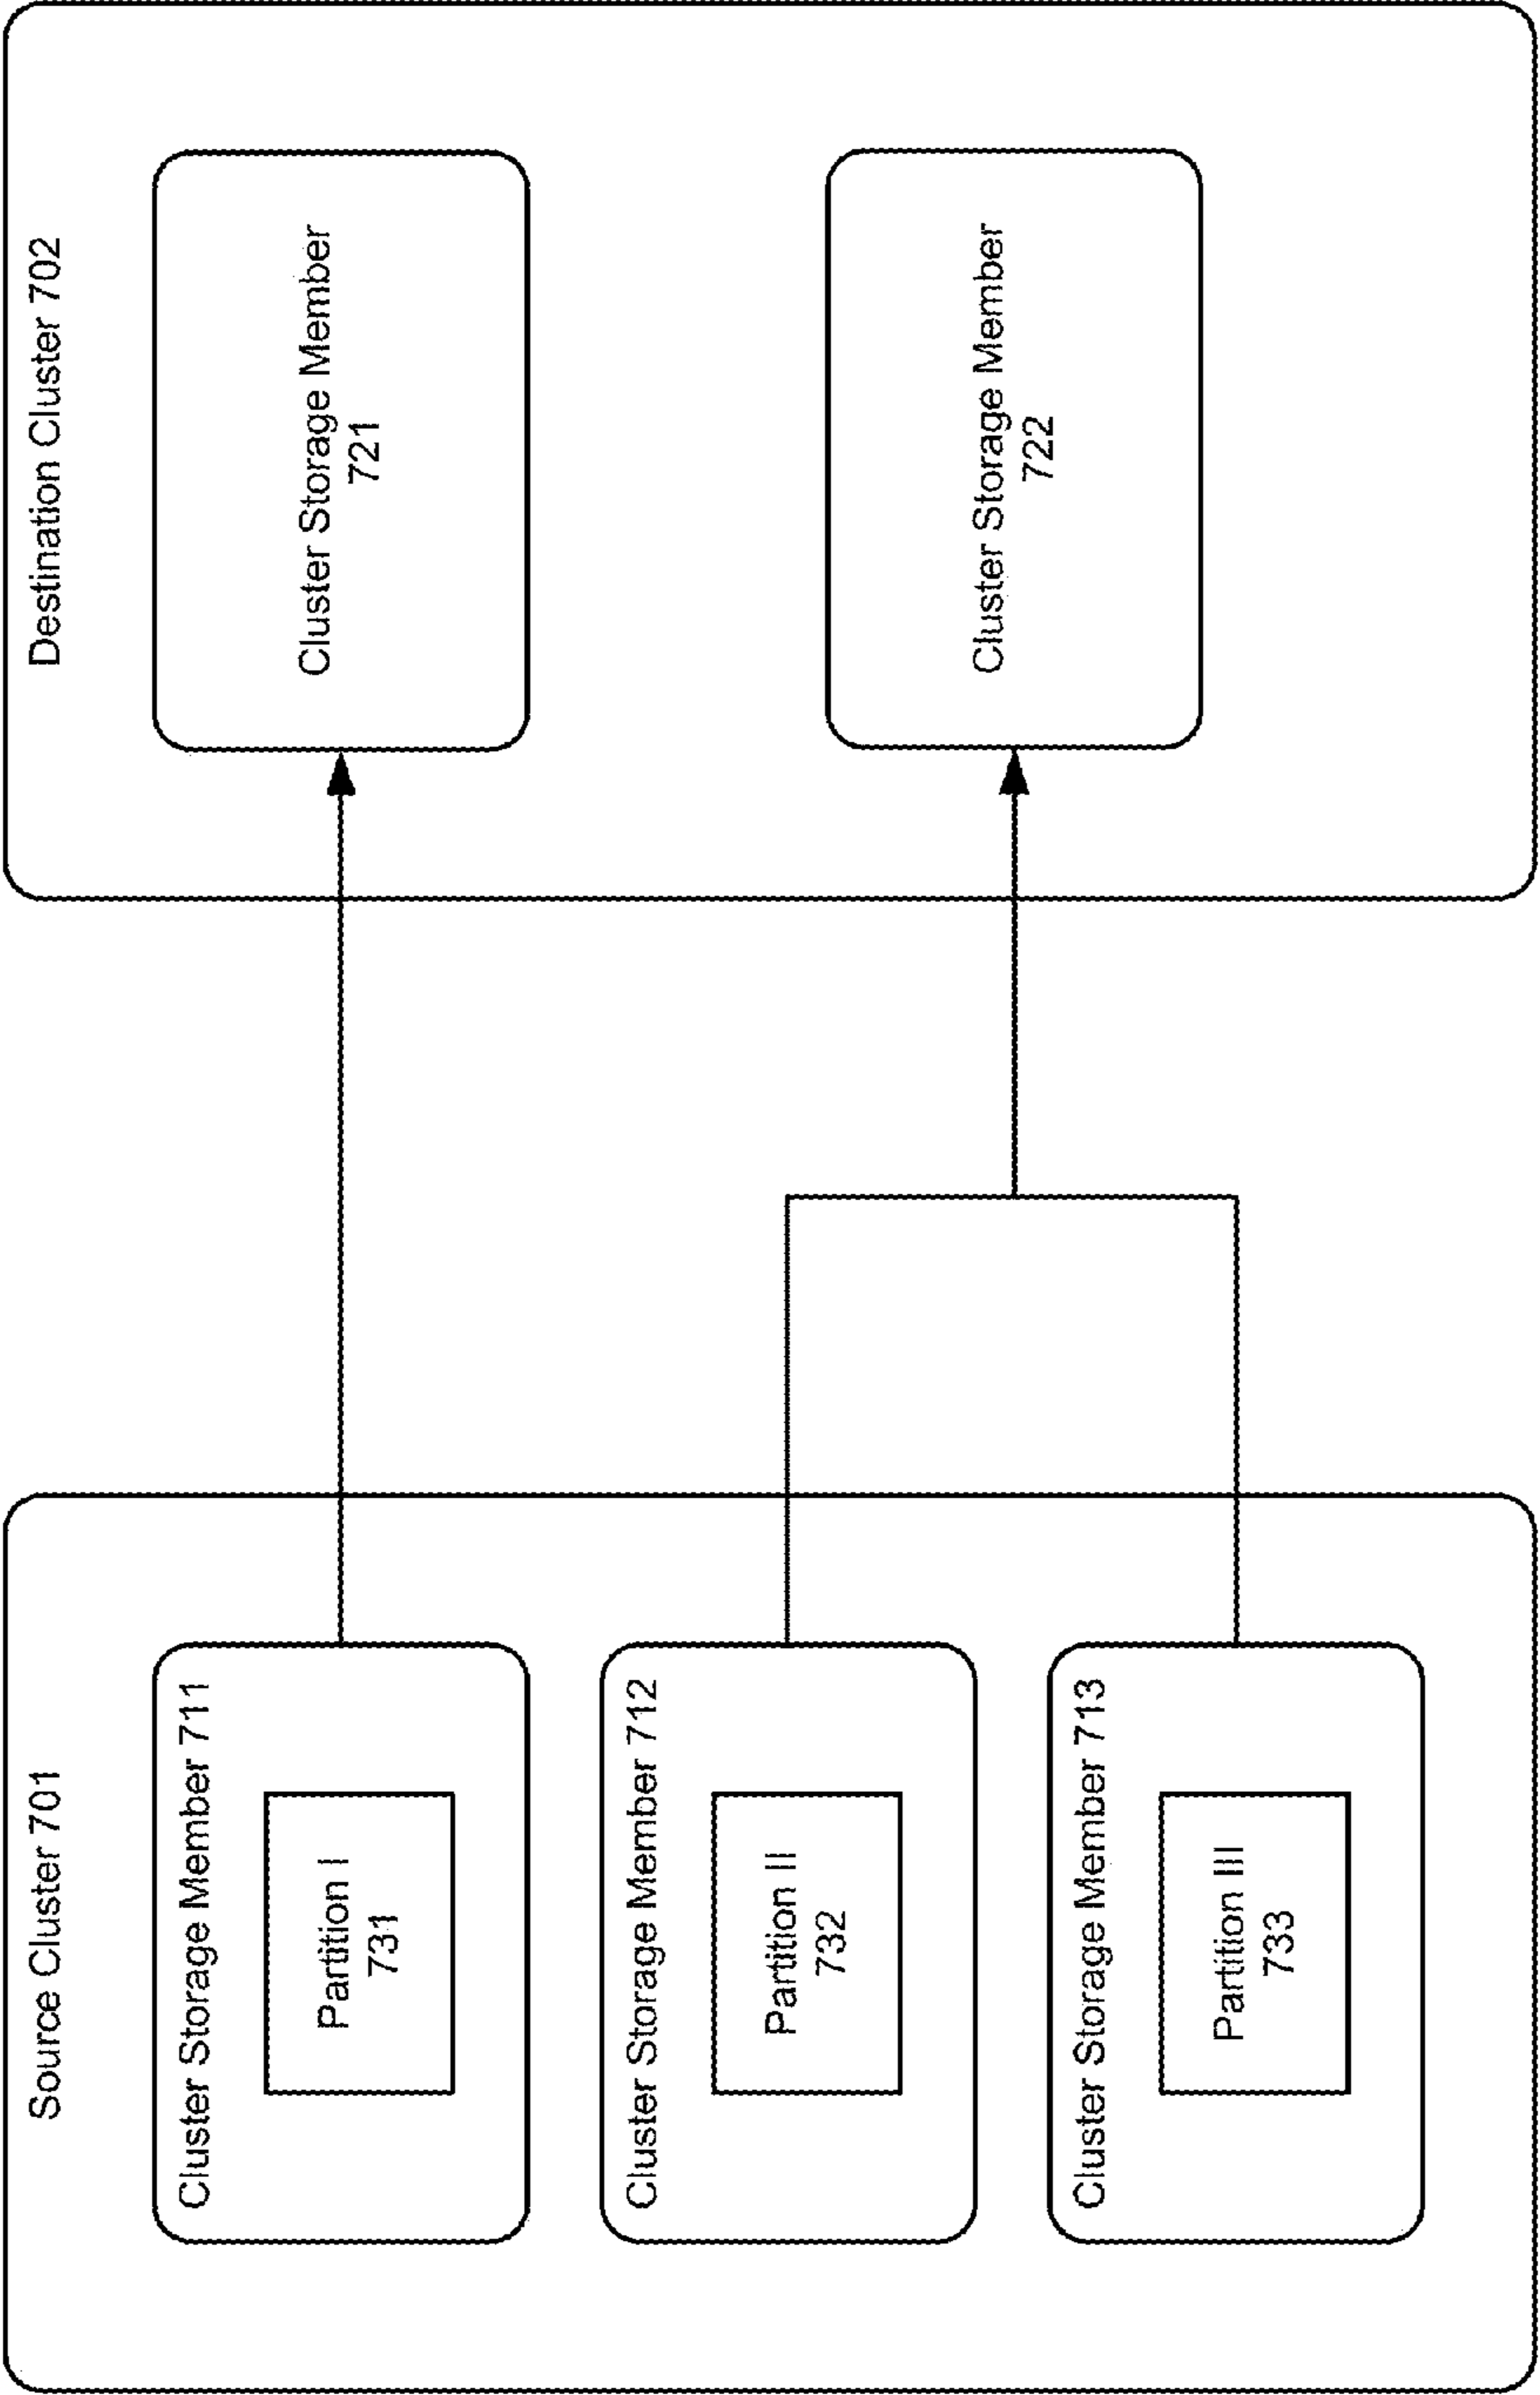 Source Cluster 701
Cluster Storage Member 711
Partition I
731
Cluster Storage Member 712
Partition II
732
Cluster Storage Member 713
Partition III
733
Destination Cluster 702
Cluster Storage Member
721
Cluster Storage Member
722